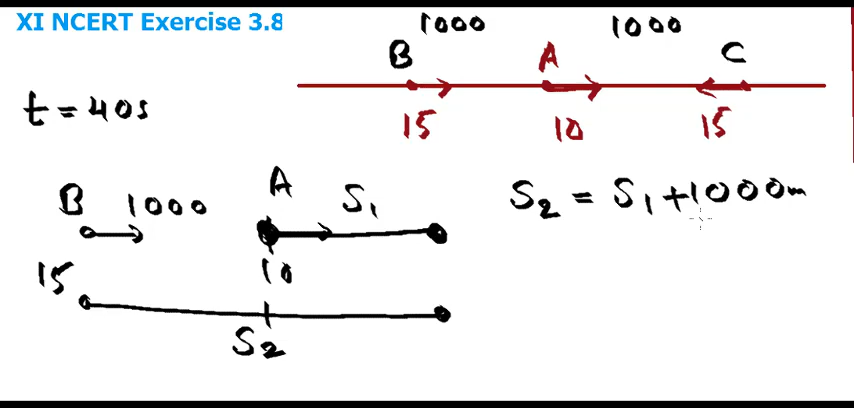 XI NCERT Exercise 3.8
1000 1000
B A C
15 10 15
t = 40s
B 1000 A S1
15 10
S2
S2 = S1 + 1000m